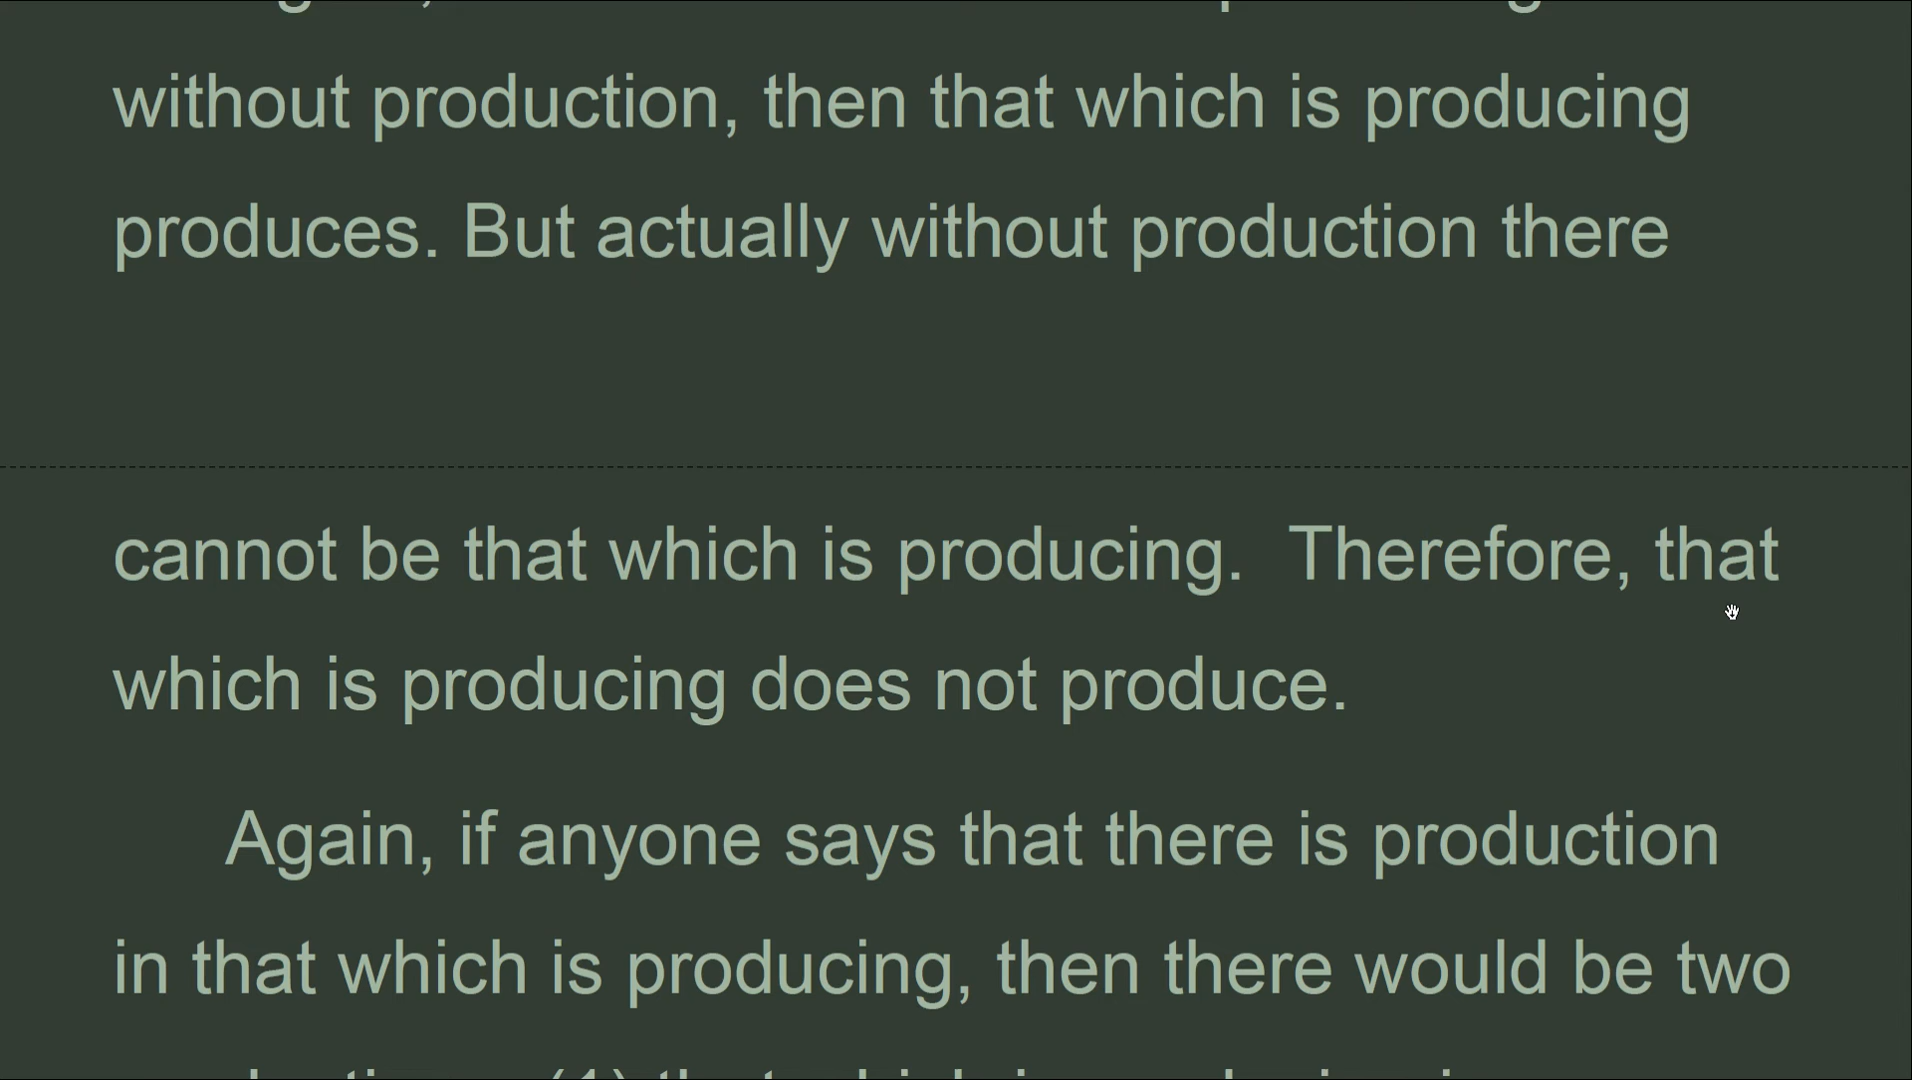 without production, then that which is producing
produces. But actually without production there
cannot be that which is producing.  Therefore, that
which is producing does not produce.
Again, if anyone says that there is production
in that which is producing, then there would be two